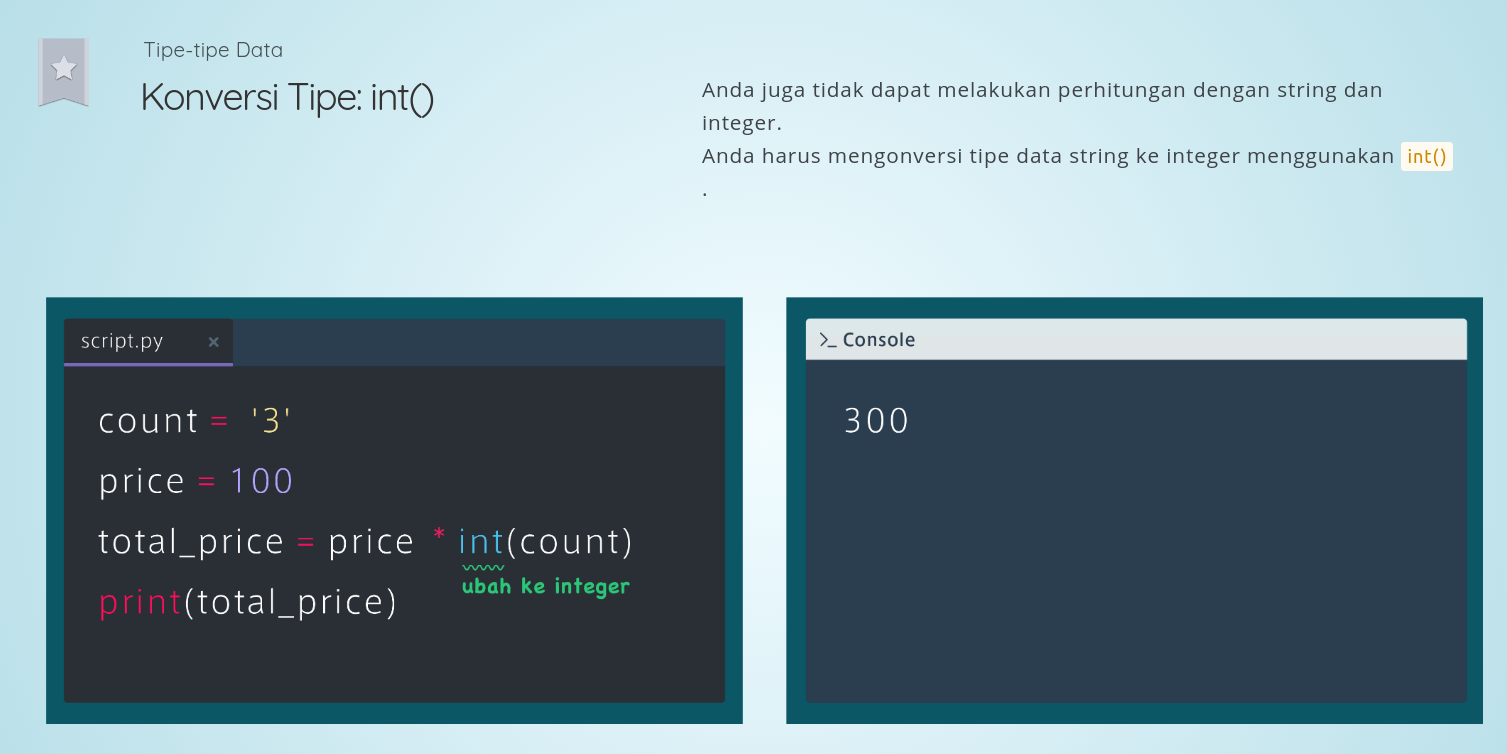 Tipe-tipe Data
Konversi Tipe: int()
Anda juga tidak dapat melakukan perhitungan dengan string dan
integer.
Anda harus mengonversi tipe data string ke integer menggunakan int()
.
script.py ×
count = '3'
price = 100
total_price = price * int(count)
ubah ke integer
print(total_price)
>_ Console
300